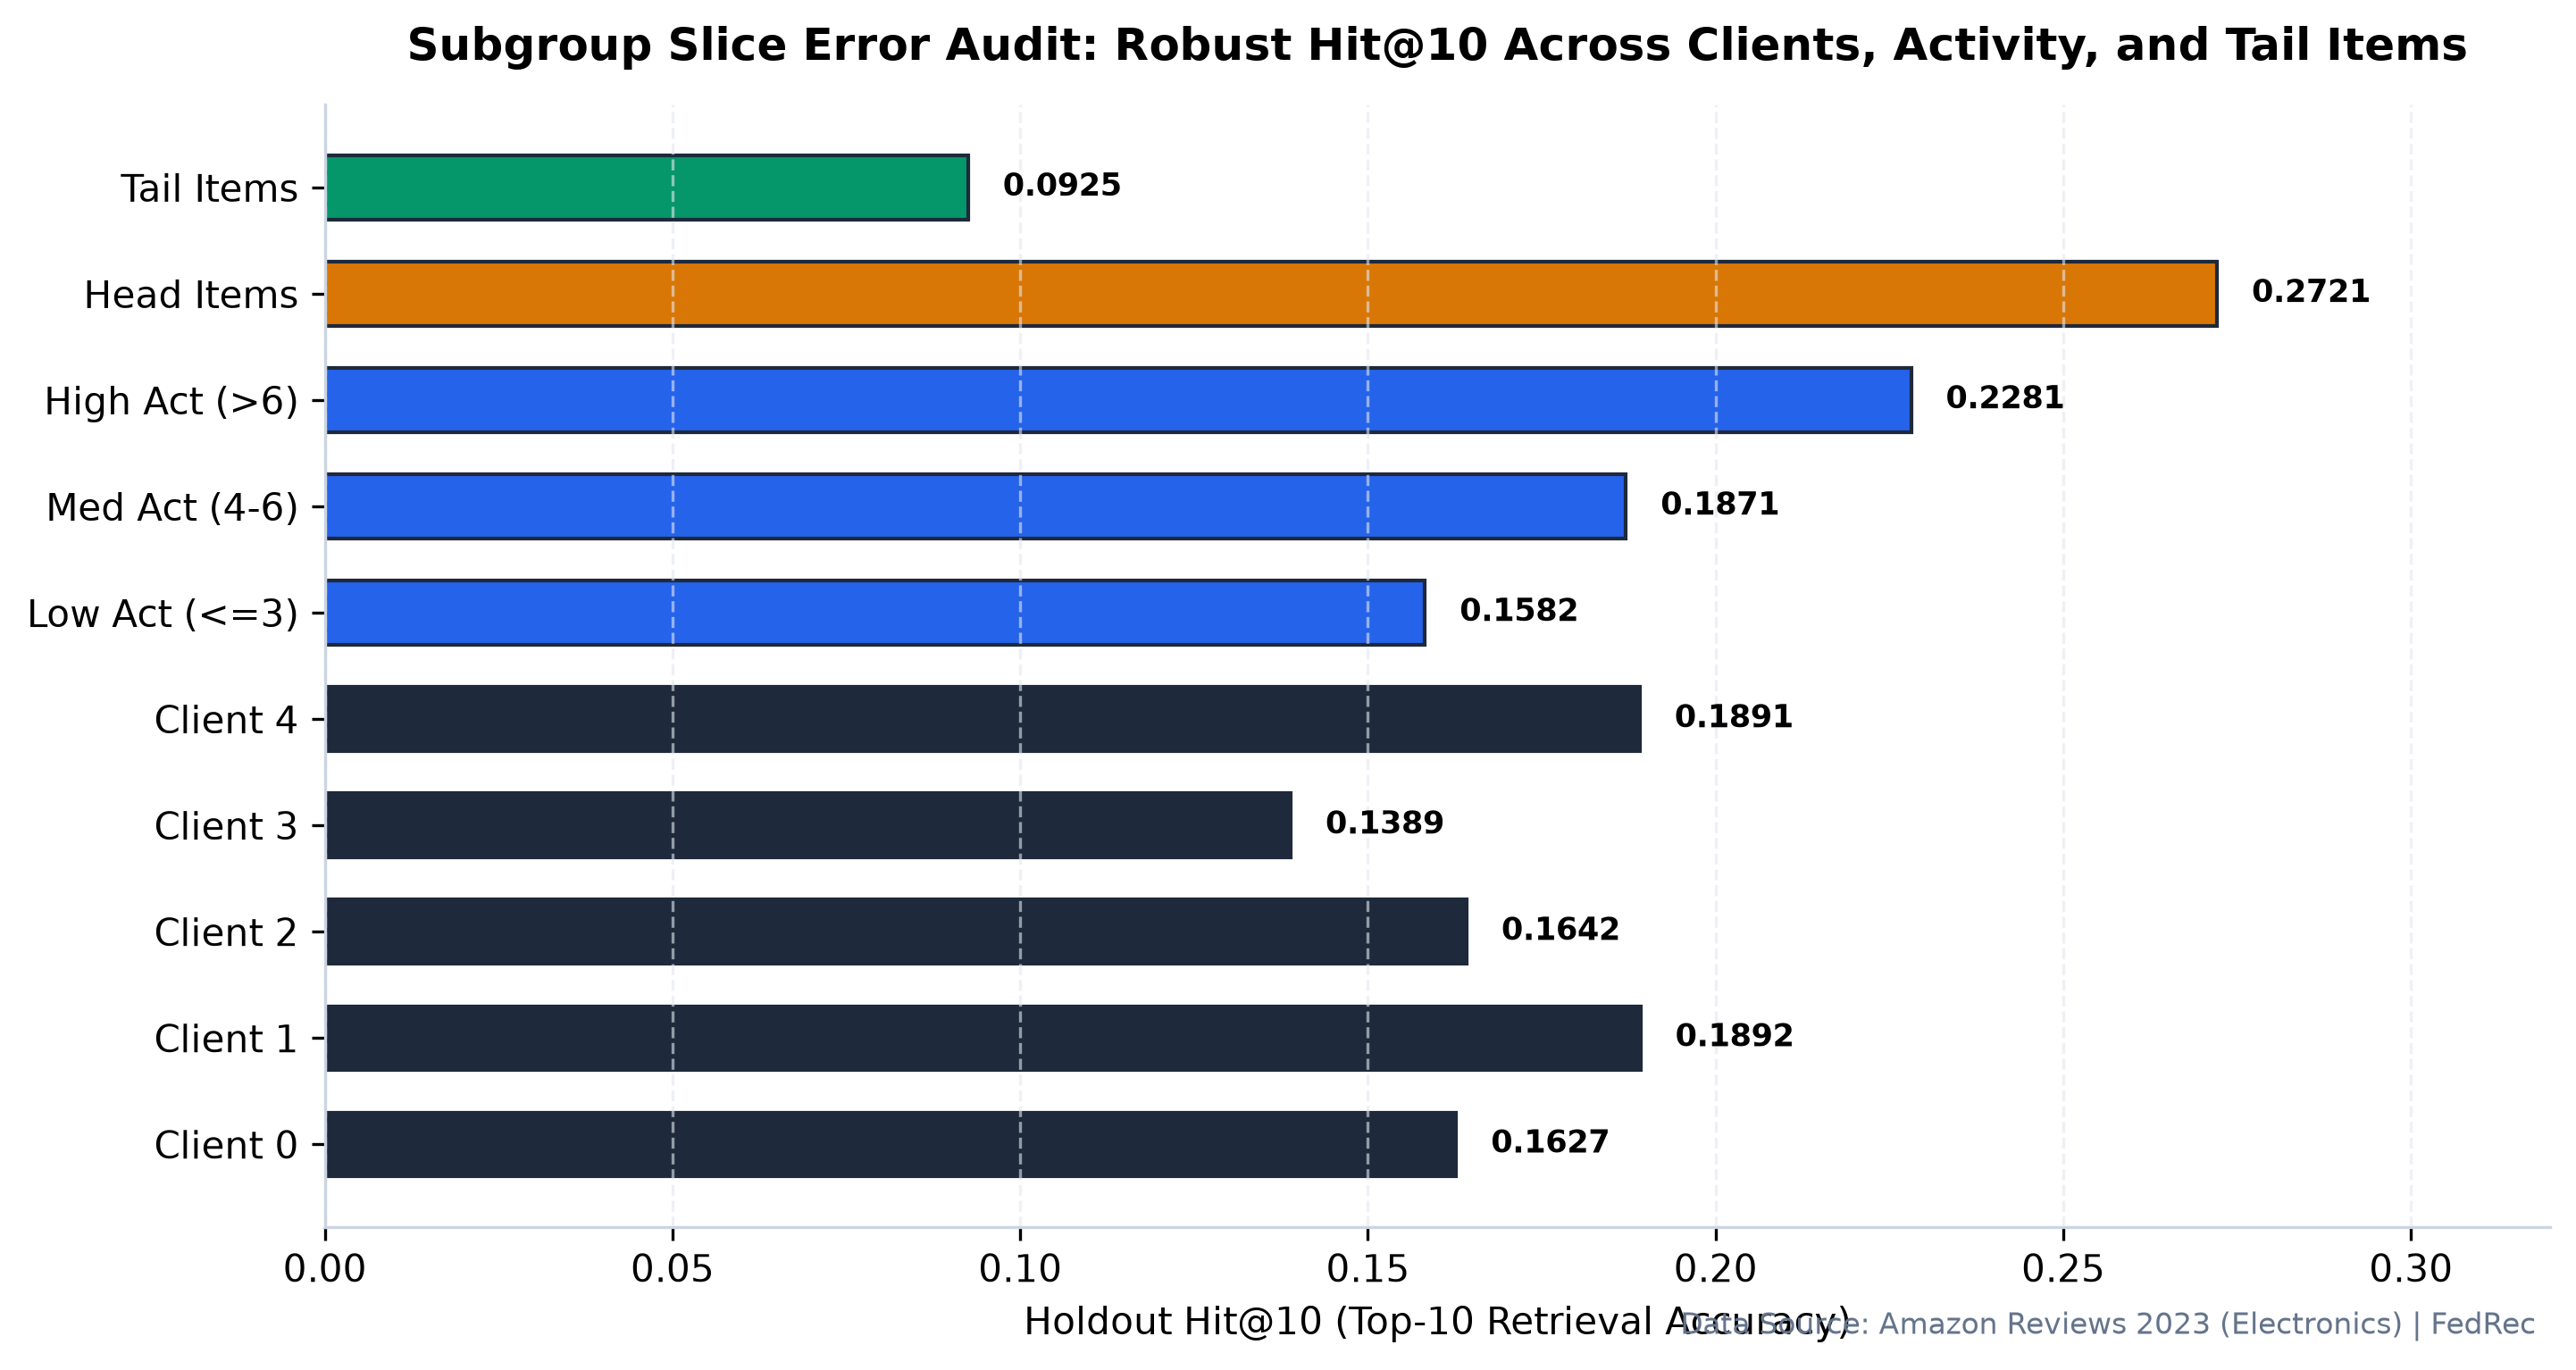 Subgroup Slice Error Audit: Robust Hit@10 Across Clients, Activity, and Tail Items
Tail Items 0.0925
Head Items 0.2721
High Act (>6) 0.2281
Med Act (4-6) 0.1871
Low Act (<=3) 0.1582
Client 4 0.1891
Client 3 0.1389
Client 2 0.1642
Client 1 0.1892
Client 0 0.1627
0.00 0.05 0.10 0.15 0.20 0.25 0.30
Holdout Hit@10 (Top-10 Retrieval Accuracy)
Data Source: Amazon Reviews 2023 (Electronics) | FedRec